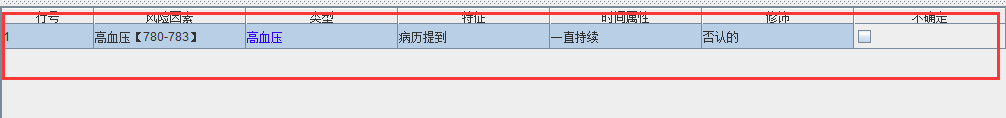 行号 风险因素 类型 特征 时间属性 修饰 不确定
1 高血压【780-783】 高血压 病历提到 一直持续 否认的